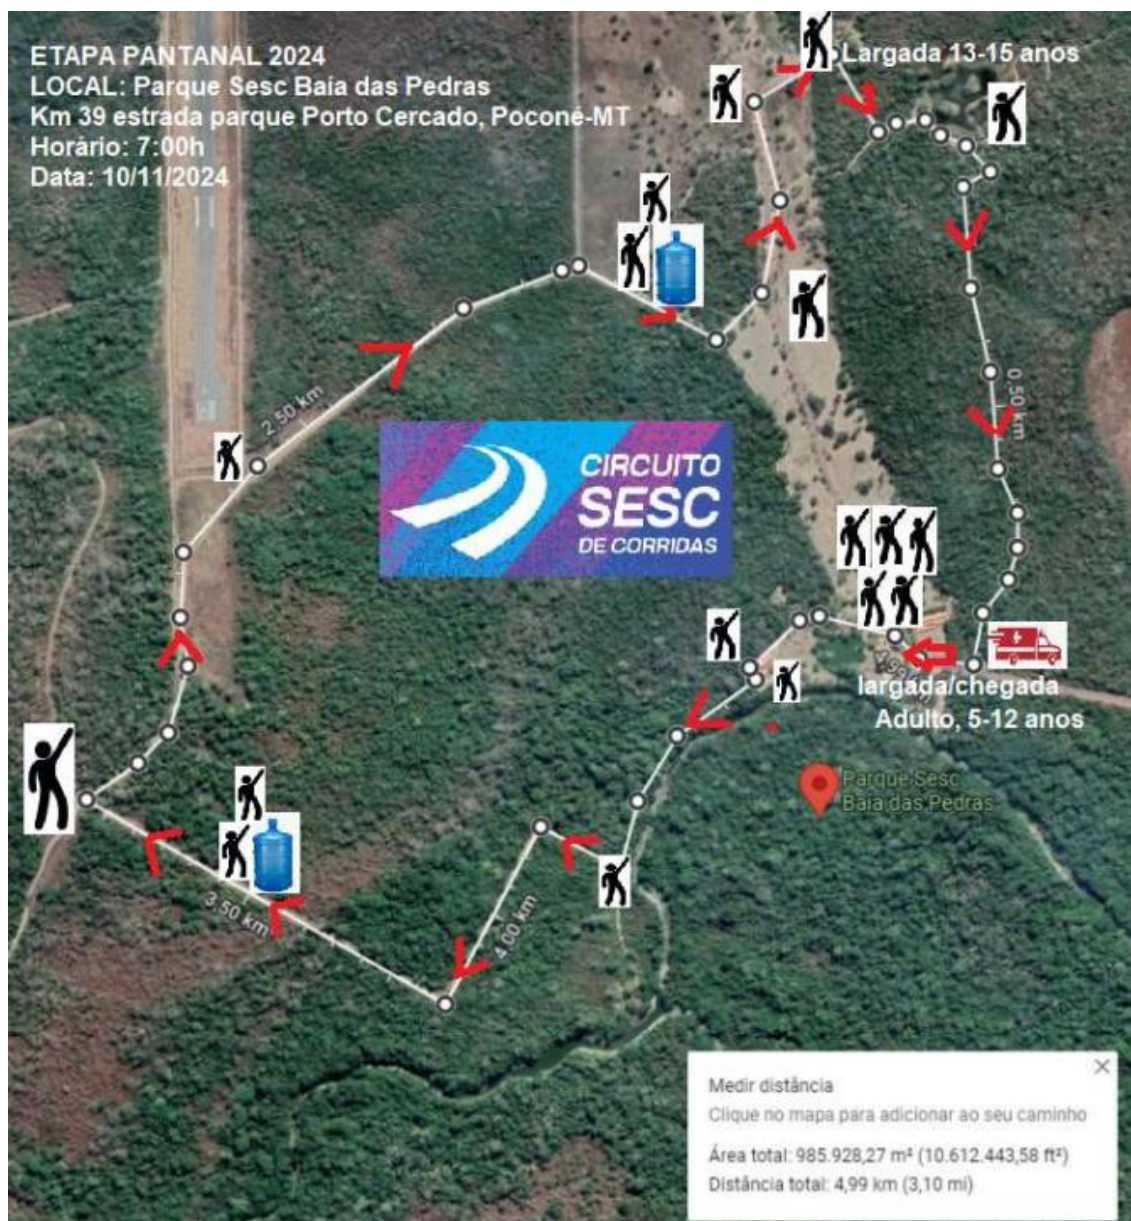 ETAPA PANTANAL 2024
LOCAL: Parque Sesc Baia das Pedras
Km 39 estrada parque Porto Cercado, Poconé-MT
Horário: 7:00h
Data: 10/11/2024
Largada 13-15 anos
0,50 km
2,50 km
CIRCUITO
SESC
DE CORRIDAS
largada/chegada
Adulto, 5-12 anos
Parque Sesc
Baia das Pedras
3,50 km
4,00 km
Medir distância
Clique no mapa para adicionar ao seu caminho
Área total: 985.928,27 m² (10.612.443,58 ft²)
Distância total: 4,99 km (3,10 mi)